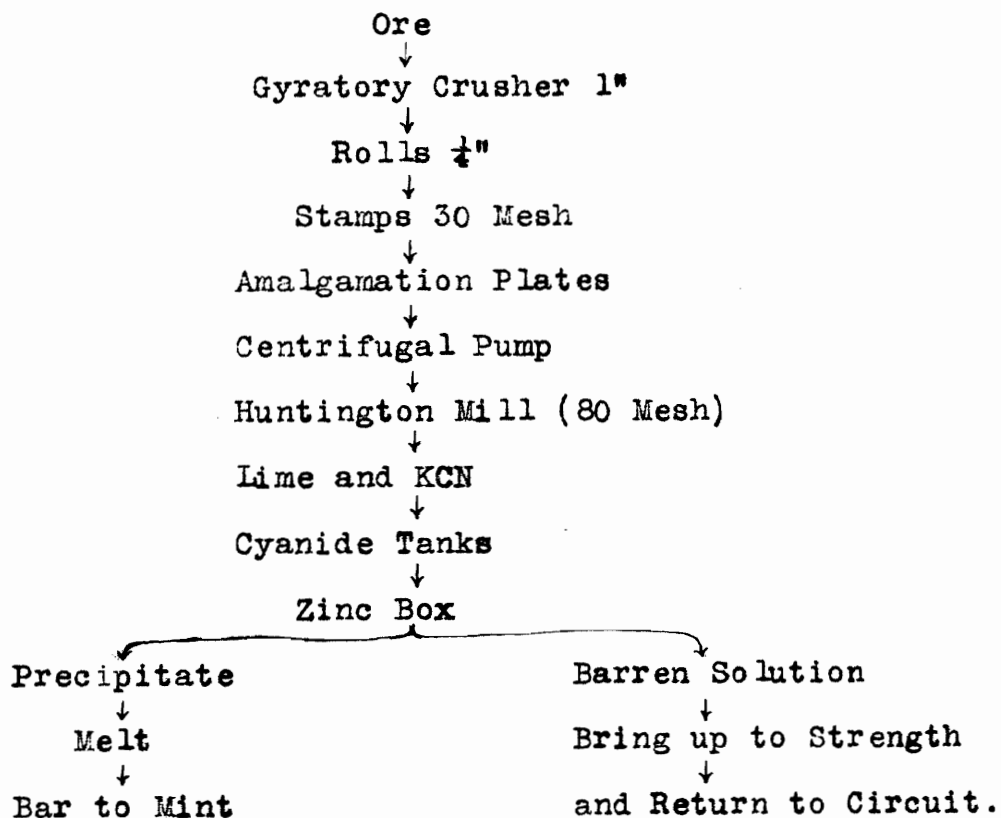 Ore
Gyratory Crusher 1"
Rolls ¼"
Stamps 30 Mesh
Amalgamation Plates
Centrifugal Pump
Huntington Mill (80 Mesh)
Lime and KCN
Cyanide Tanks
Zinc Box
Precipitate
Melt
Bar to Mint
Barren Solution
Bring up to Strength
and Return to Circuit.